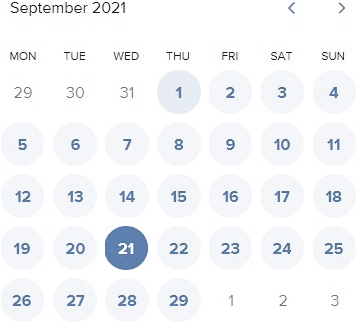 September 2021
MON TUE WED THU FRI SAT SUN
29 30 31 1 2 3 4
5 6 7 8 9 10 11
12 13 14 15 16 17 18
19 20 21 22 23 24 25
26 27 28 29 1 2 3